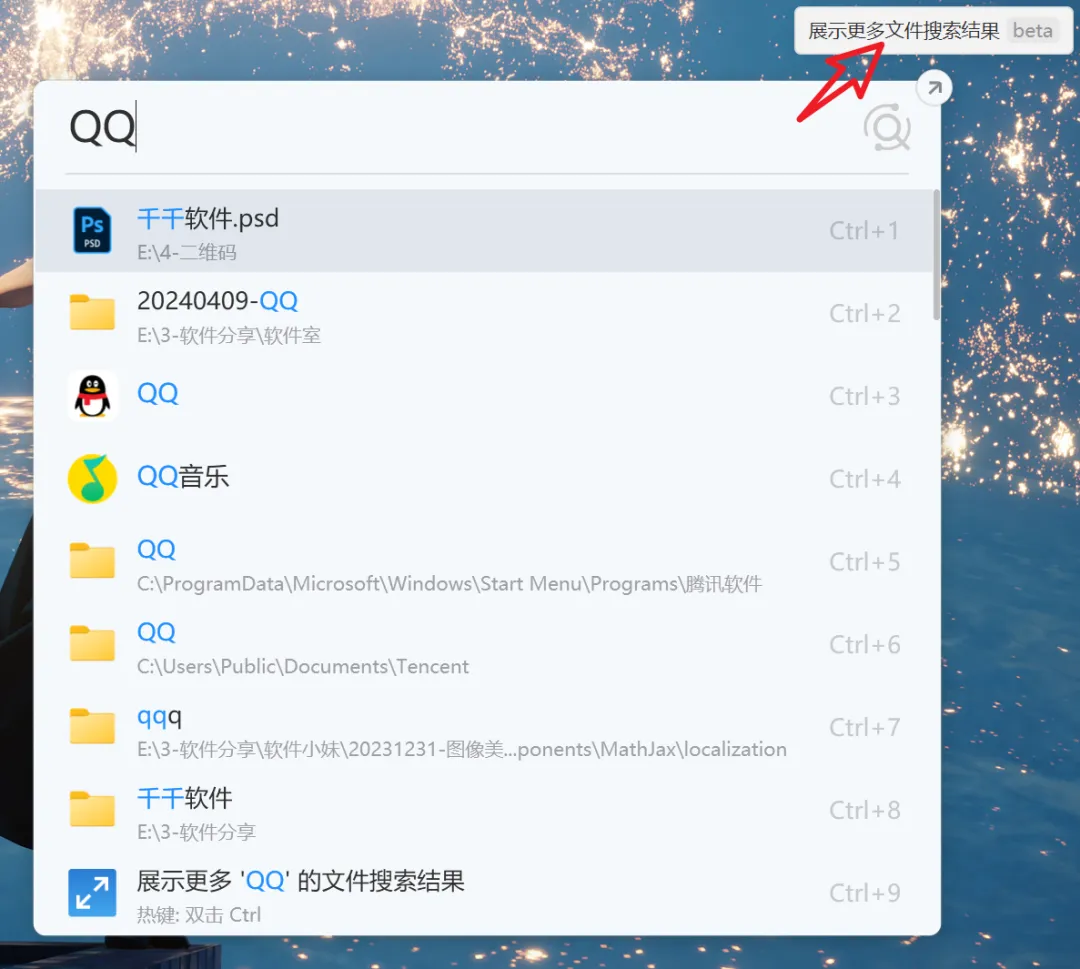 展示更多文件搜索结果 beta
QQ
Ps
PSD
千千软件.psd
E:\4-二维码
Ctrl+1
20240409-QQ
E:\3-软件分享\软件室
Ctrl+2
QQ
Ctrl+3
QQ音乐
Ctrl+4
QQ
C:\ProgramData\Microsoft\Windows\Start Menu\Programs\腾讯软件
Ctrl+5
QQ
C:\Users\Public\Documents\Tencent
Ctrl+6
qqq
E:\3-软件分享\软件小妹\20231231-图像美...ponents\MathJax\localization
Ctrl+7
千千软件
E:\3-软件分享
Ctrl+8
展示更多 'QQ' 的文件搜索结果
热键: 双击 Ctrl
Ctrl+9